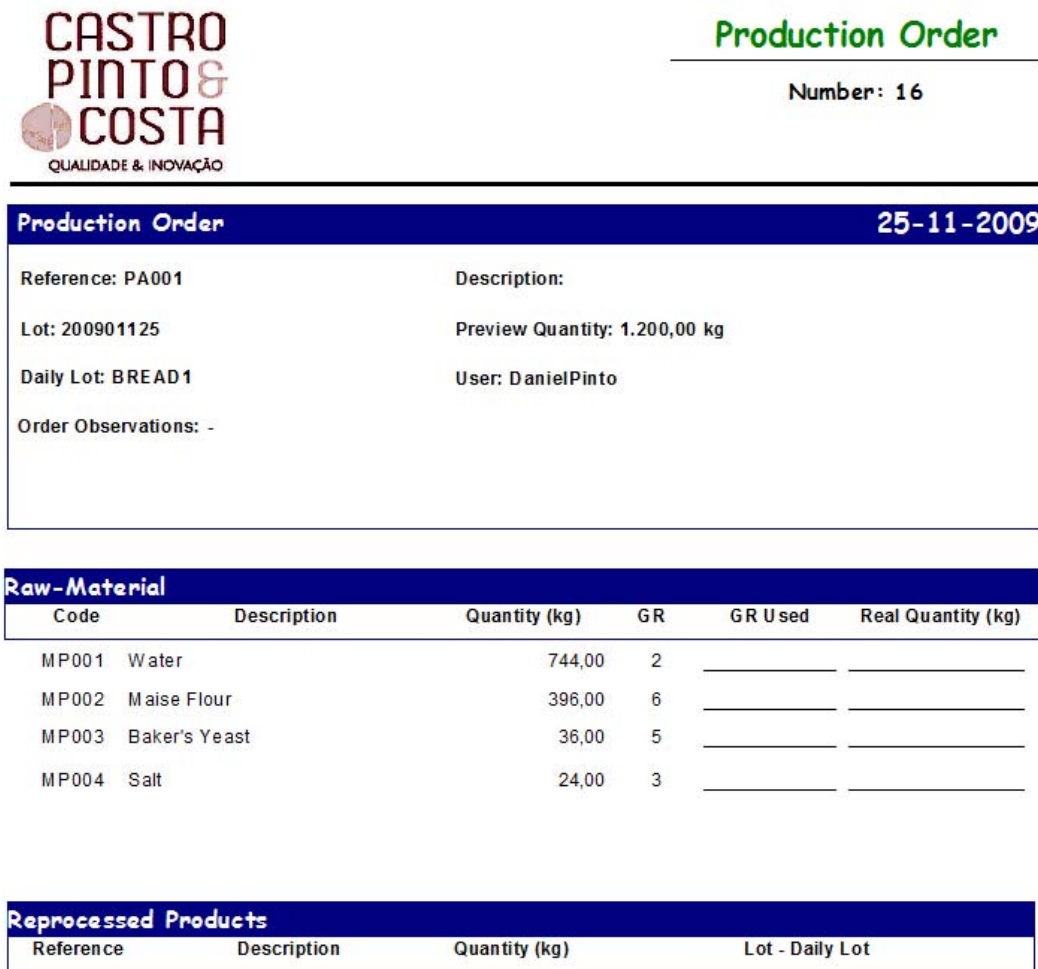 CASTRO
PINTO&
COSTA
QUALIDADE & INOVAÇÃO
Production Order
Number: 16
Production Order 25-11-2009
Reference: PA001 Description:
Lot: 200901125 Preview Quantity: 1.200,00 kg
Daily Lot: BREAD1 User: DanielPinto
Order Observations: -
Raw-Material
Code Description Quantity (kg) GR GR Used Real Quantity (kg)
MP001 Water 744,00 2
MP002 Maise Flour 396,00 6
MP003 Baker's Yeast 36,00 5
MP004 Salt 24,00 3
Reprocessed Products
Reference Description Quantity (kg) Lot - Daily Lot